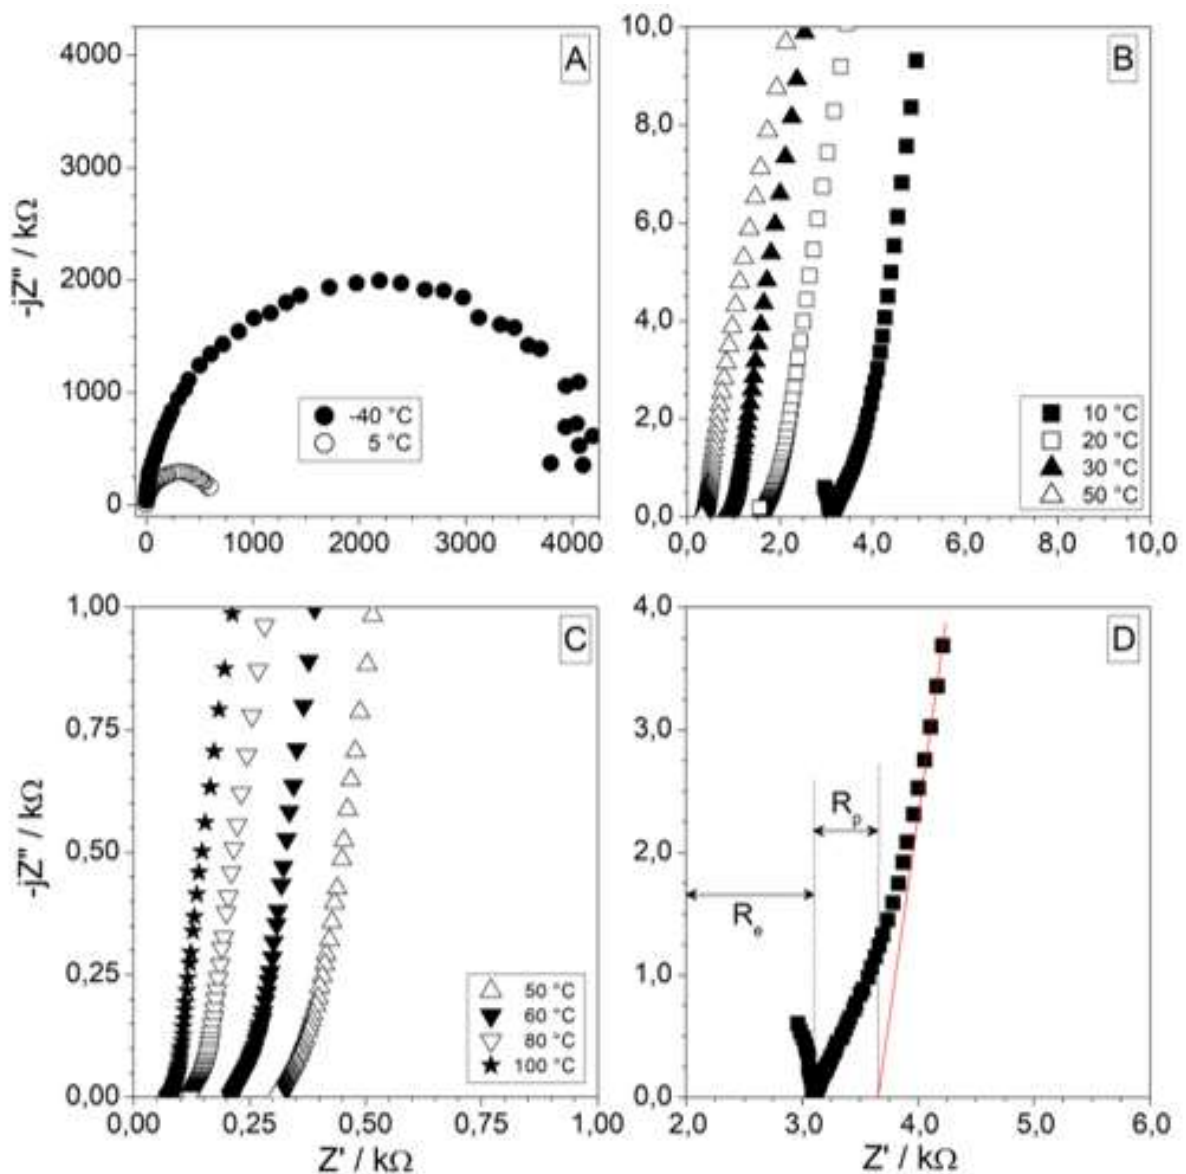 A
-jZ" / kΩ
4000
3000
2000
1000
0
0 1000 2000 3000 4000
-40 °C
5 °C
B
10,0
8,0
6,0
4,0
2,0
0,0
0,0 2,0 4,0 6,0 8,0 10,0
10 °C
20 °C
30 °C
50 °C
C
-jZ" / kΩ
1,00
0,75
0,50
0,25
0,00
0,00 0,25 0,50 0,75 1,00
Z' / kΩ
50 °C
60 °C
80 °C
100 °C
D
4,0
3,0
2,0
1,0
0,0
2,0 3,0 4,0 5,0 6,0
Z' / kΩ
Rp
Re